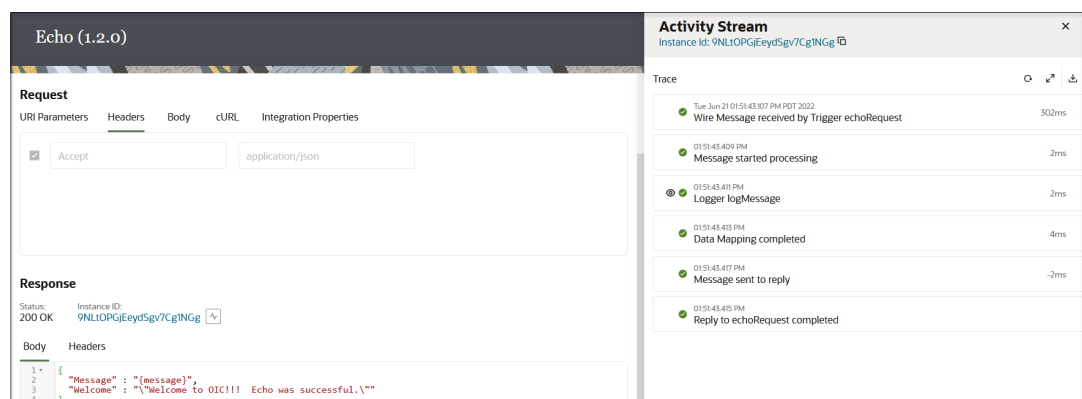 Echo (1.2.0)
Request
URI Parameters Headers Body cURL Integration Properties
Accept application/json
Response
Status: Instance ID:
200 OK 9NLtOPGjEeydSgv7Cg1NGg
Body Headers
1 {
2 "Message" : "{message}",
3 "Welcome" : "\"Welcome to OIC!!! Echo was successful.\""
4 }
Activity Stream
Instance Id: 9NLtOPGjEeydSgv7Cg1NGg
Trace
Tue Jun 21 01:51:43.107 PM PDT 2022
Wire Message received by Trigger echoRequest 302ms
01:51:43.409 PM
Message started processing 2ms
01:51:43.411 PM
Logger logMessage 2ms
01:51:43.413 PM
Data Mapping completed 4ms
01:51:43.417 PM
Message sent to reply -2ms
01:51:43.415 PM
Reply to echoRequest completed